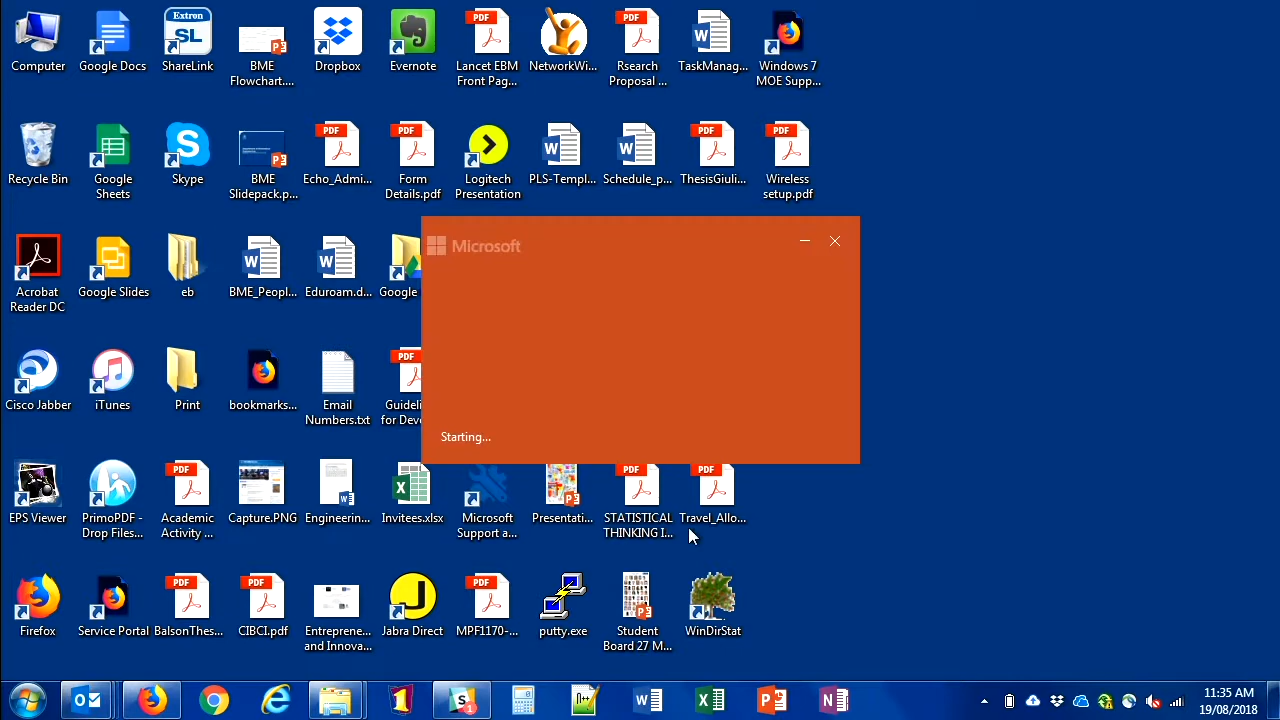 Extron
SL
PDF
PDF
W
W
Computer
Google Docs
ShareLink
BME
Flowchart....
Dropbox
Evernote
Lancet EBM
Front Pag...
NetworkWi...
Rsearch
Proposal ...
TaskManag...
Windows 7
MOE Supp...
PDF
PDF
W
W
PDF
PDF
Recycle Bin
Google
Sheets
Skype
BME
Slidepack.p...
Echo_Admi...
Form
Details.pdf
Logitech
Presentation
PLS-Templ...
Schedule_p...
ThesisGiuli...
Wireless
setup.pdf
Microsoft
W
W
Acrobat
Reader DC
Google Slides
eb
BME_Peopl...
Eduroam.d...
Google
PDF
Cisco Jabber
iTunes
Print
bookmarks...
Email
Numbers.txt
Guideli
for Deve
Starting...
PDF
PDF
PDF
EPS Viewer
PrimoPDF -
Drop Files...
Academic
Activity ...
Capture.PNG
Engineerin...
Invitees.xlsx
Microsoft
Support a...
Presentati...
STATISTICAL
THINKING I...
Travel_Allo...
PDF
PDF
J
PDF
Firefox
Service Portal
BalsonThes...
CIBCI.pdf
Entreprene...
and Innova...
Jabra Direct
MPF1170-...
putty.exe
Student
Board 27 M...
WinDirStat
11:35 AM
19/08/2018